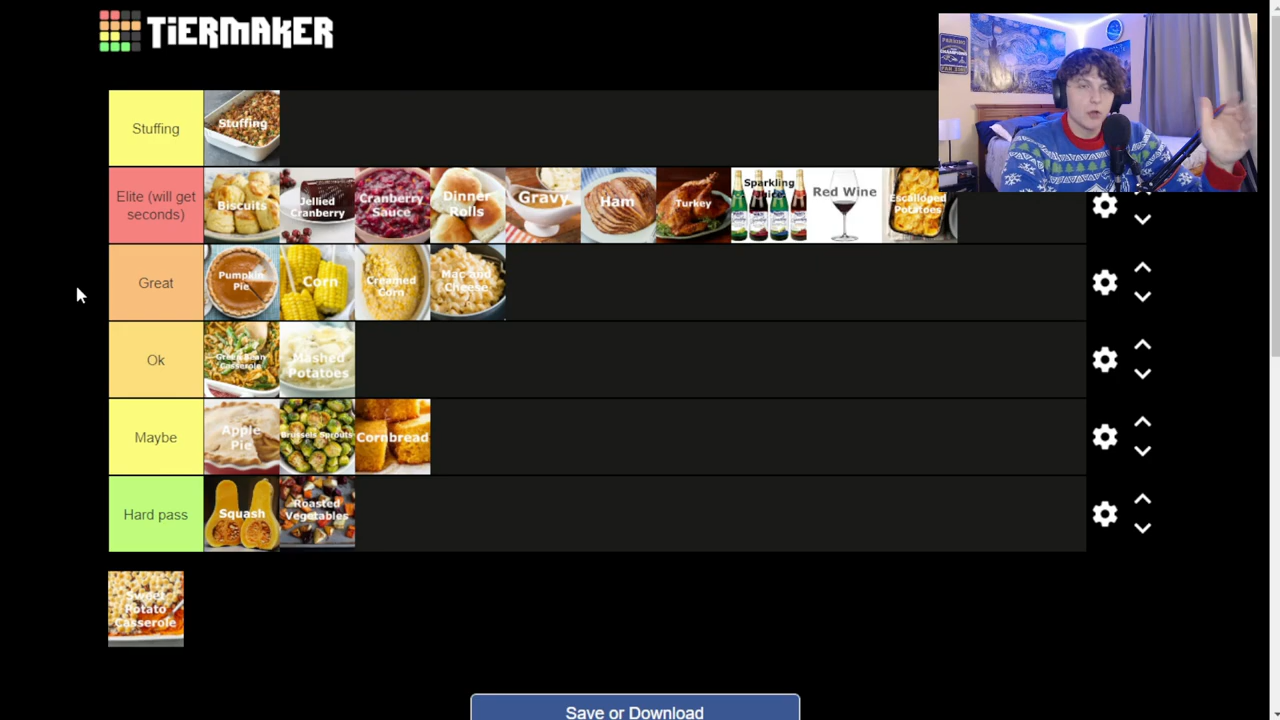 TiERMAKER
Stuffing
Stuffing
Elite (will get
seconds)
Biscuits
Jellied
Cranberry
Cranberry
Sauce
Dinner
Rolls
Gravy
Ham
Turkey
Sparkling
Juice
Red Wine
Escalloped
Potatoes
Great
Pumpkin
Pie
Corn
Creamed
Corn
Mac and
Cheese
Ok
Green Bean
Casserole
Mashed
Potatoes
Maybe
Apple
Pie
Brussels Sprouts
Cornbread
Hard pass
Squash
Roasted
Vegetables
Sweet
Potato
Casserole
Save or Download